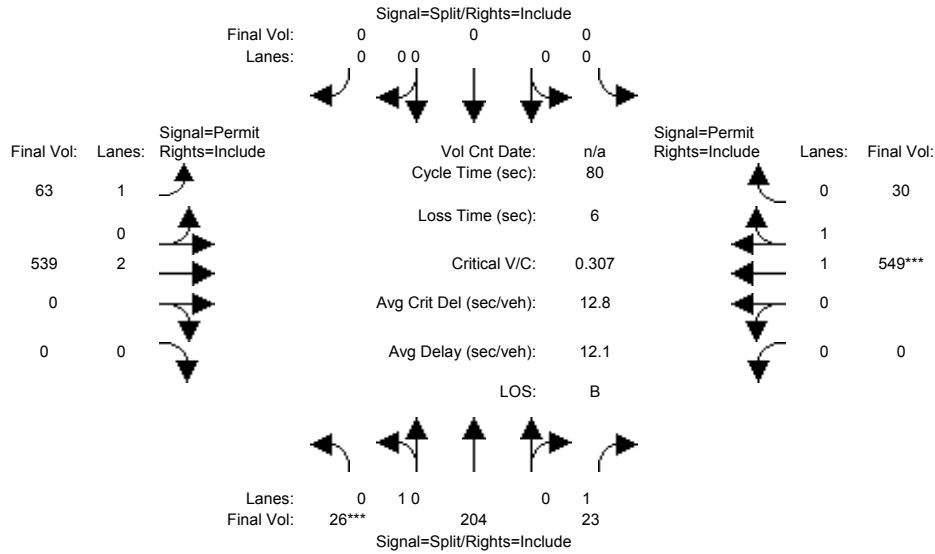 Signal=Split/Rights=Include
Final Vol: 0 0 0
Lanes: 0 0 0 0 0
Signal=Permit Signal=Permit
Final Vol: Lanes: Rights=Include Vol Cnt Date: n/a Rights=Include Lanes: Final Vol:
Cycle Time (sec): 80
63 1 0 30
Loss Time (sec): 6
0 1
539 2 Critical V/C: 0.307 1 549***
0 Avg Crit Del (sec/veh): 12.8 0
0 0 Avg Delay (sec/veh): 12.1 0 0
LOS: B
Lanes: 0 1 0 0 1
Final Vol: 26*** 204 23
Signal=Split/Rights=Include